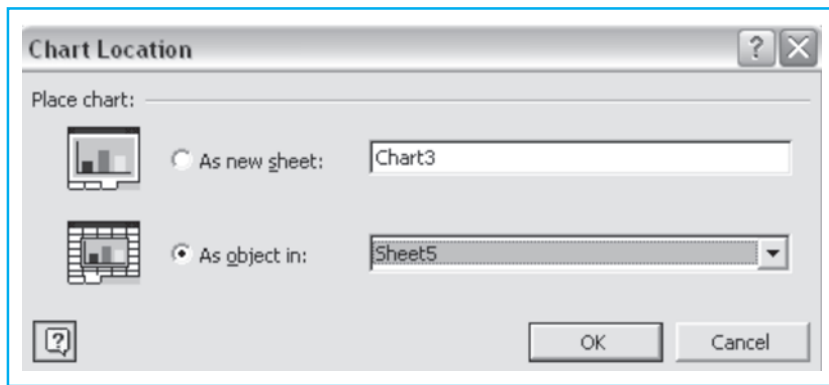 Chart Location
Place chart:
As new sheet: Chart3
As object in: Sheet5
OK Cancel